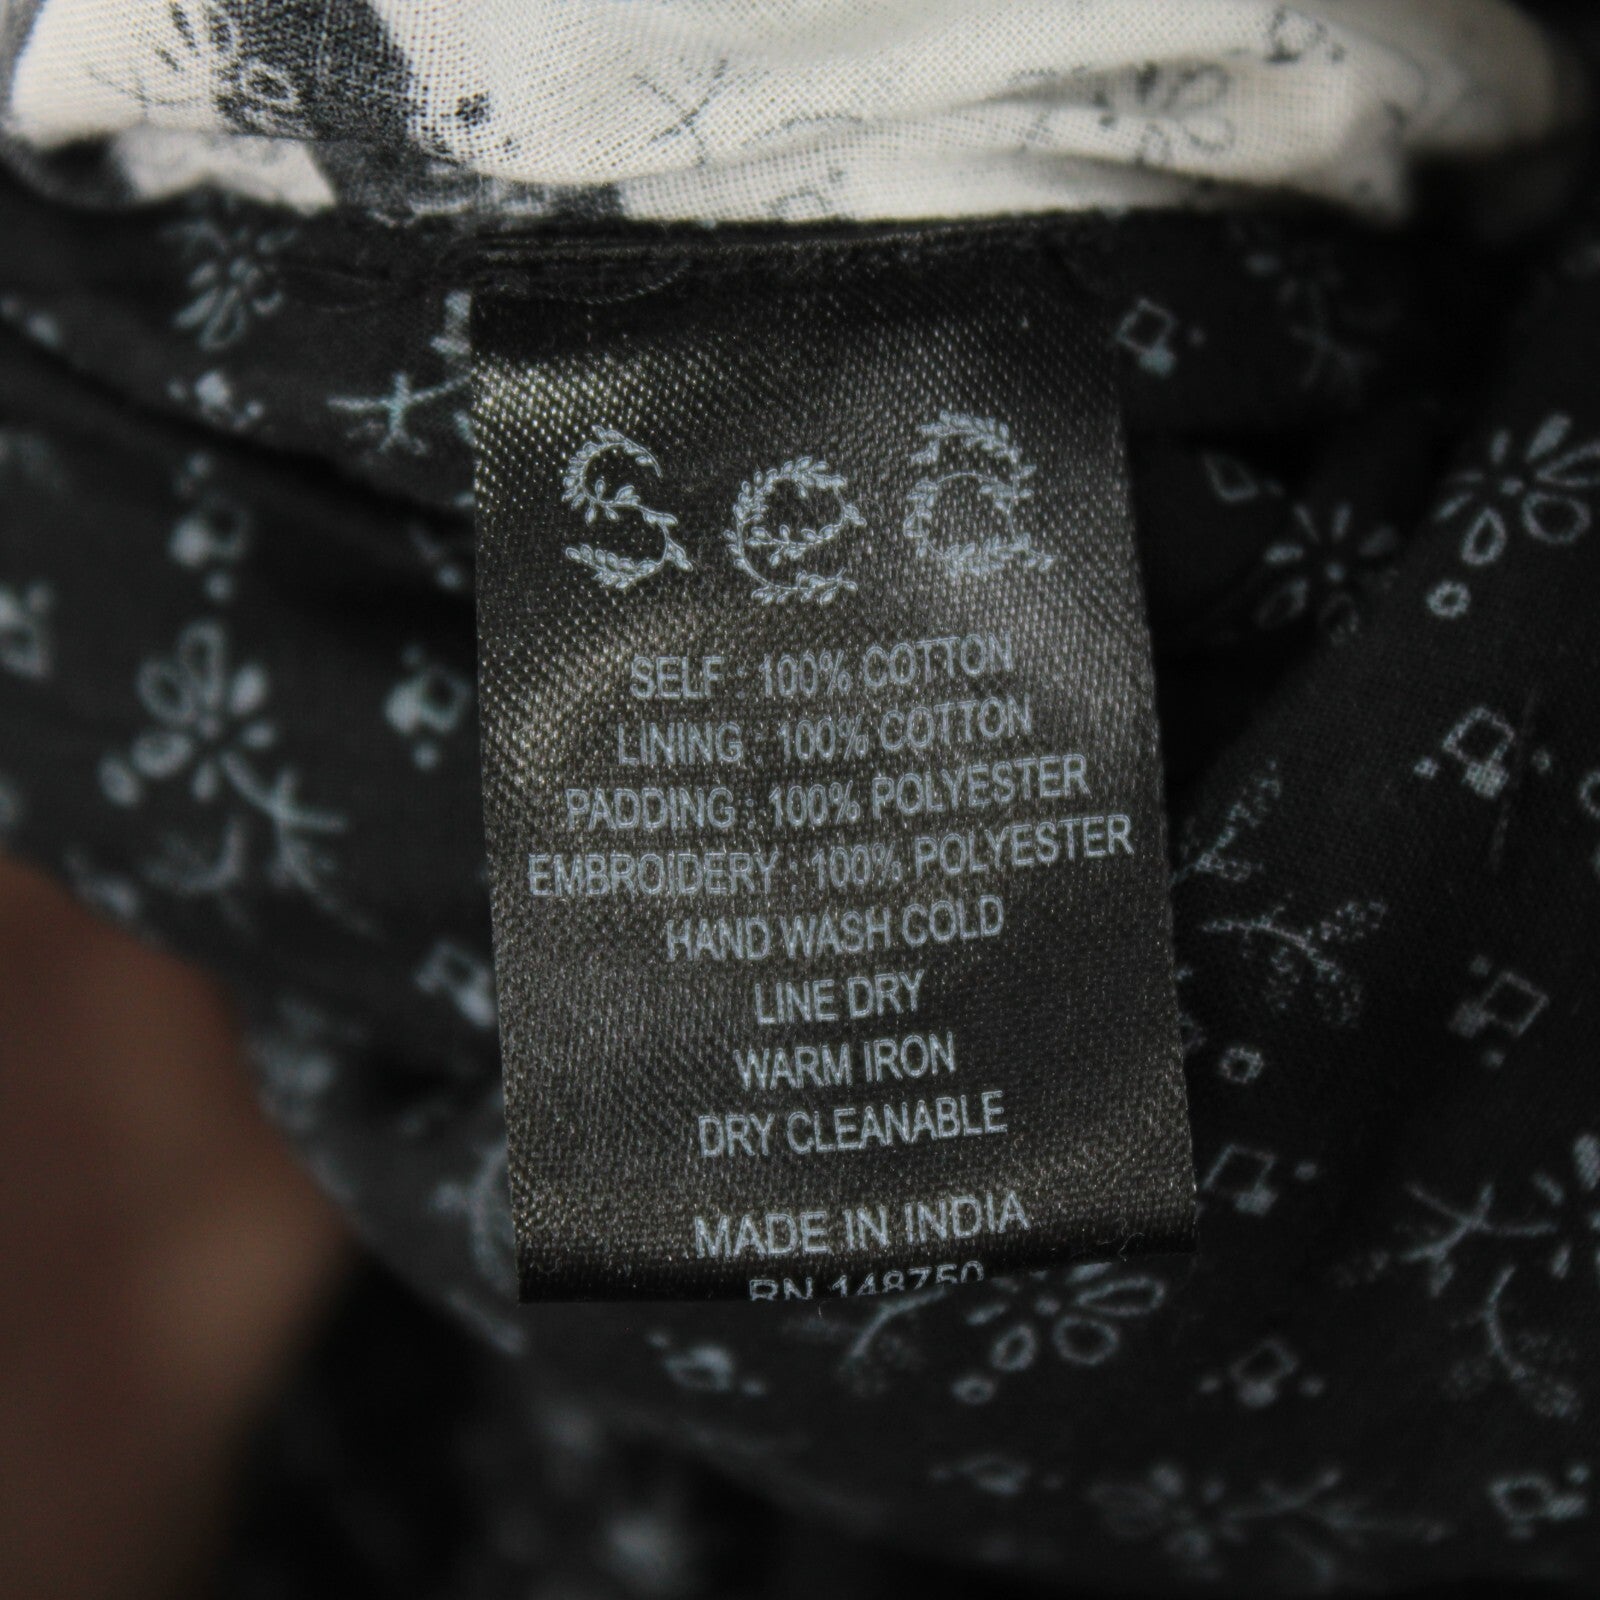 Sea
SELF : 100% COTTON
LINING : 100% COTTON
PADDING : 100% POLYESTER
EMBROIDERY : 100% POLYESTER
HAND WASH COLD
LINE DRY
WARM IRON
DRY CLEANABLE
MADE IN INDIA
RN 148750